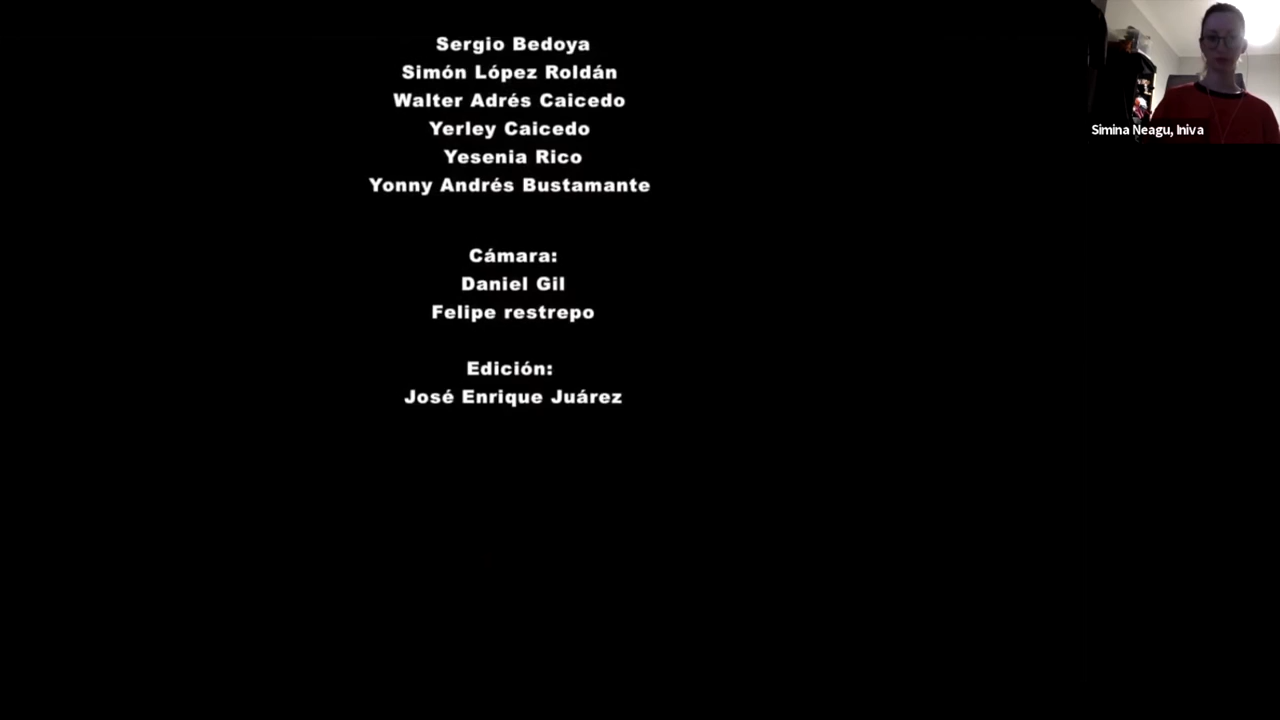 Sergio Bedoya
Simón López Roldán
Walter Adrés Caicedo
Yerley Caicedo
Yesenia Rico
Yonny Andrés Bustamante
Cámara:
Daniel Gil
Felipe restrepo
Edición:
José Enrique Juárez
Simina Neagu, Iniva